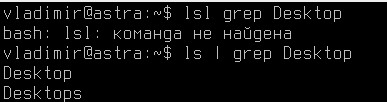 vladimir@astra:~$ lsl grep Desktop
bash: lsl: команда не найдена
vladimir@astra:~$ ls | grep Desktop
Desktop
Desktops